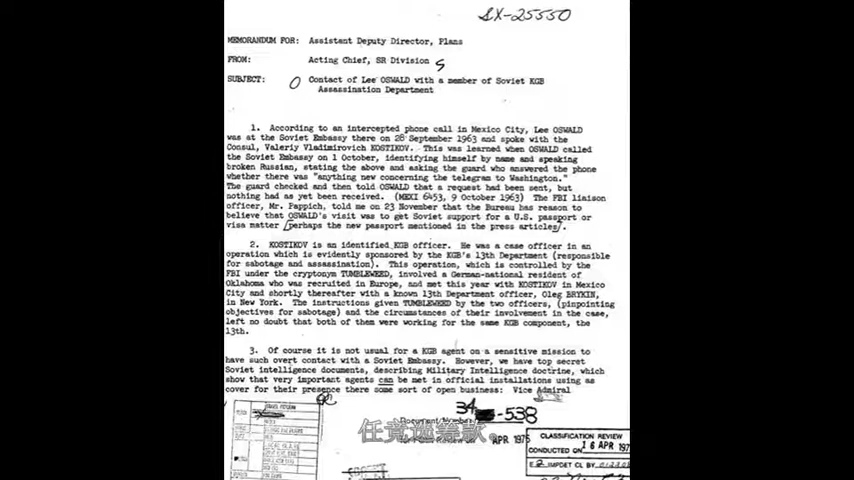 SX-25550
MEMORANDUM FOR: Assistant Deputy Director, Plans
FROM: Acting Chief, SR Division
SUBJECT: Contact of Lee OSWALD with a member of Soviet KGB
Assassination Department
1. According to an intercepted phone call in Mexico City, Lee OSWALD
was at the Soviet Embassy there on 28 September 1963 and spoke with the
Consul, Valeriy Vladimirovich KOSTIKOV. This was learned when OSWALD called
the Soviet Embassy on 1 October, identifying himself by name and speaking
broken Russian, stating the above and asking the guard who answered the phone
whether there was "anything new concerning the telegram to Washington."
The guard checked and then told OSWALD that a request had been sent, but
nothing had as yet been received. (MEXI 6453, 9 October 1963) The FBI liaison
officer, Mr. Pappich, told me on 23 November that the Bureau has reason to
believe that OSWALD's visit was to get Soviet support for a U.S. passport or
visa matter [perhaps the new passport mentioned in the press articles].
2. KOSTIKOV is an identified KGB officer. He was a case officer in an
operation which is evidently sponsored by the KGB's 13th Department (responsible
for sabotage and assassination). This operation, which is controlled by the
FBI under the cryptonym TUMBLEWEED, involved a German-national resident of
Oklahoma who was recruited in Europe, and met this year with KOSTIKOV in Mexico
City and shortly thereafter with a known 13th Department officer, Oleg BRYKIN,
in New York. The instructions given TUMBLEWEED by the two officers, (pinpointing
objectives for sabotage) and the circumstances of their involvement in the case,
left no doubt that both of them were working for the same KGB component, the
13th.
3. Of course it is not usual for a KGB agent on a sensitive mission to
have such overt contact with a Soviet Embassy. However, we have top secret
Soviet intelligence documents, describing Military Intelligence doctrine, which
show that very important agents can be met in official installations using as
cover for their presence there some sort of open business: Vice Admiral
34
Document Number -538
APR 1976
CLASSIFICATION REVIEW
CONDUCTED ON 16 APR 197
E 2 IMPDET CL BY